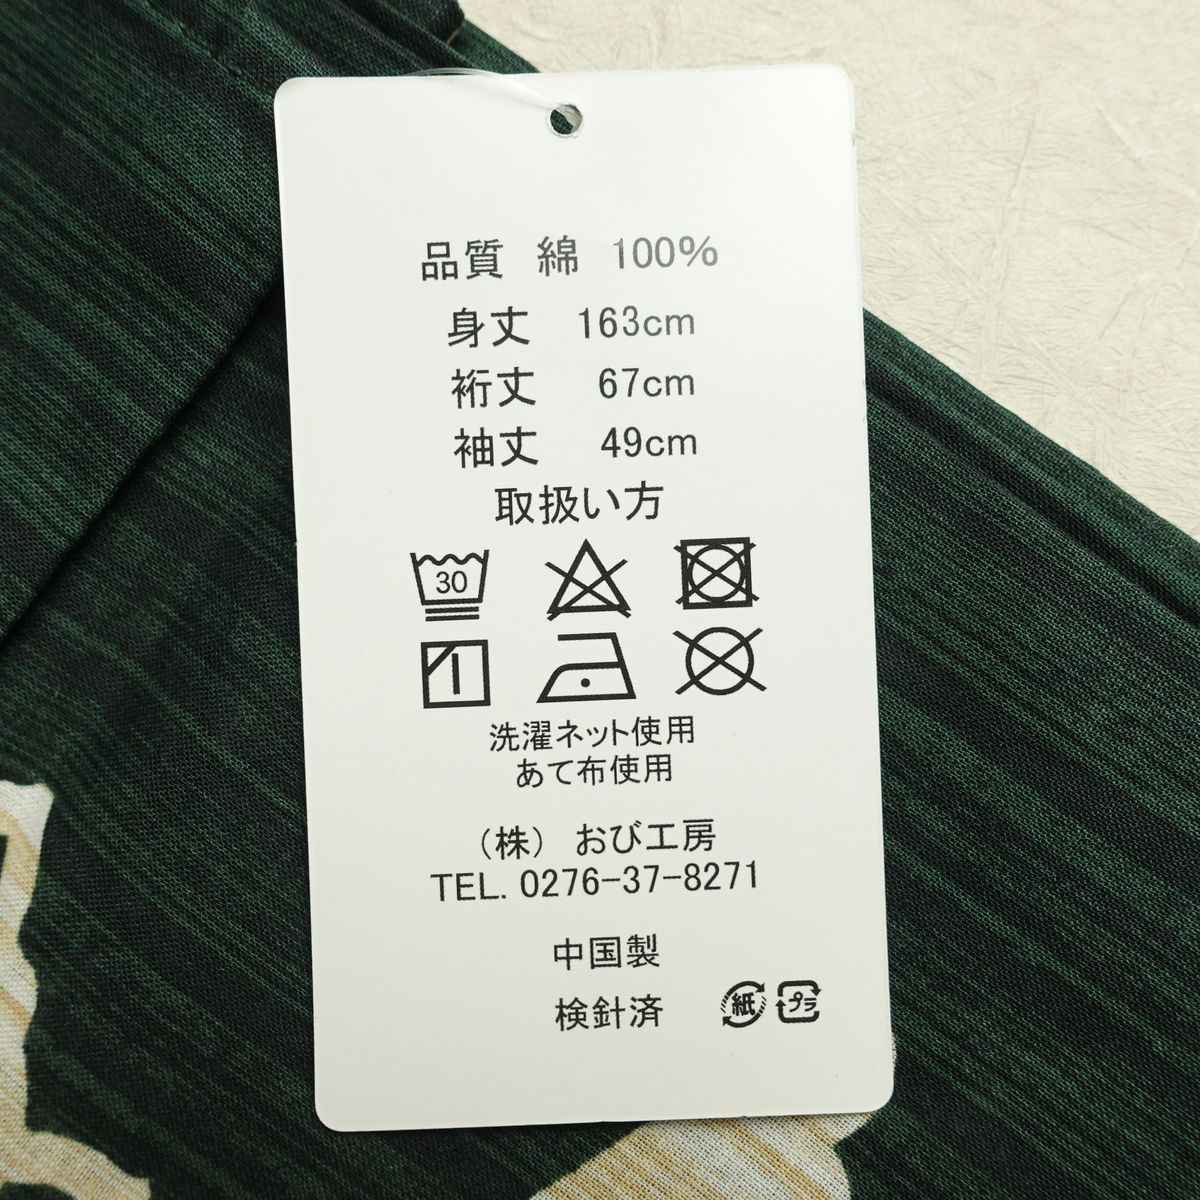 品質 綿 100%
身丈 163cm
裄丈 67cm
袖丈 49cm
取扱い方
30
洗濯ネット使用
あて布使用
（株） おび工房
TEL. 0276-37-8271
中国製
検針済 紙 プラ